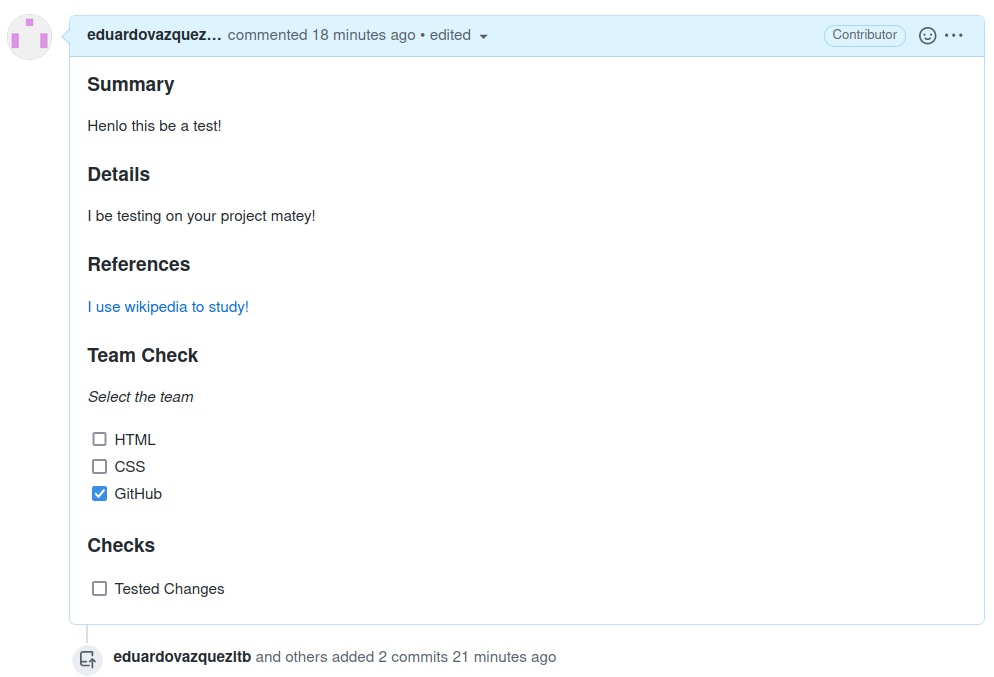 eduardovazquez... commented 18 minutes ago • edited Contributor
Summary
Henlo this be a test!
Details
I be testing on your project matey!
References
I use wikipedia to study!
Team Check
Select the team
HTML
CSS
GitHub
Checks
Tested Changes
eduardovazquezltb and others added 2 commits 21 minutes ago